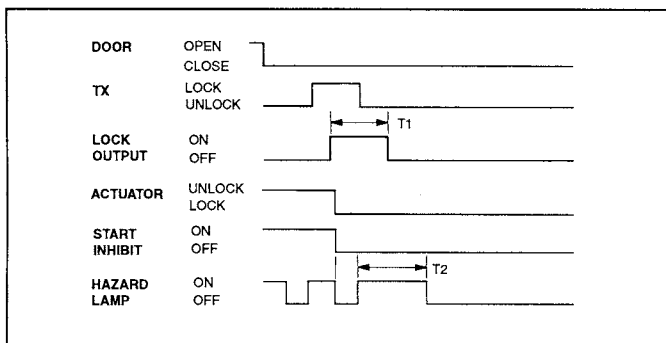 DOOR OPEN
CLOSE
TX LOCK
UNLOCK
T1
LOCK ON
OUTPUT OFF
ACTUATOR UNLOCK
LOCK
START ON
INHIBIT OFF
T2
HAZARD ON
LAMP OFF